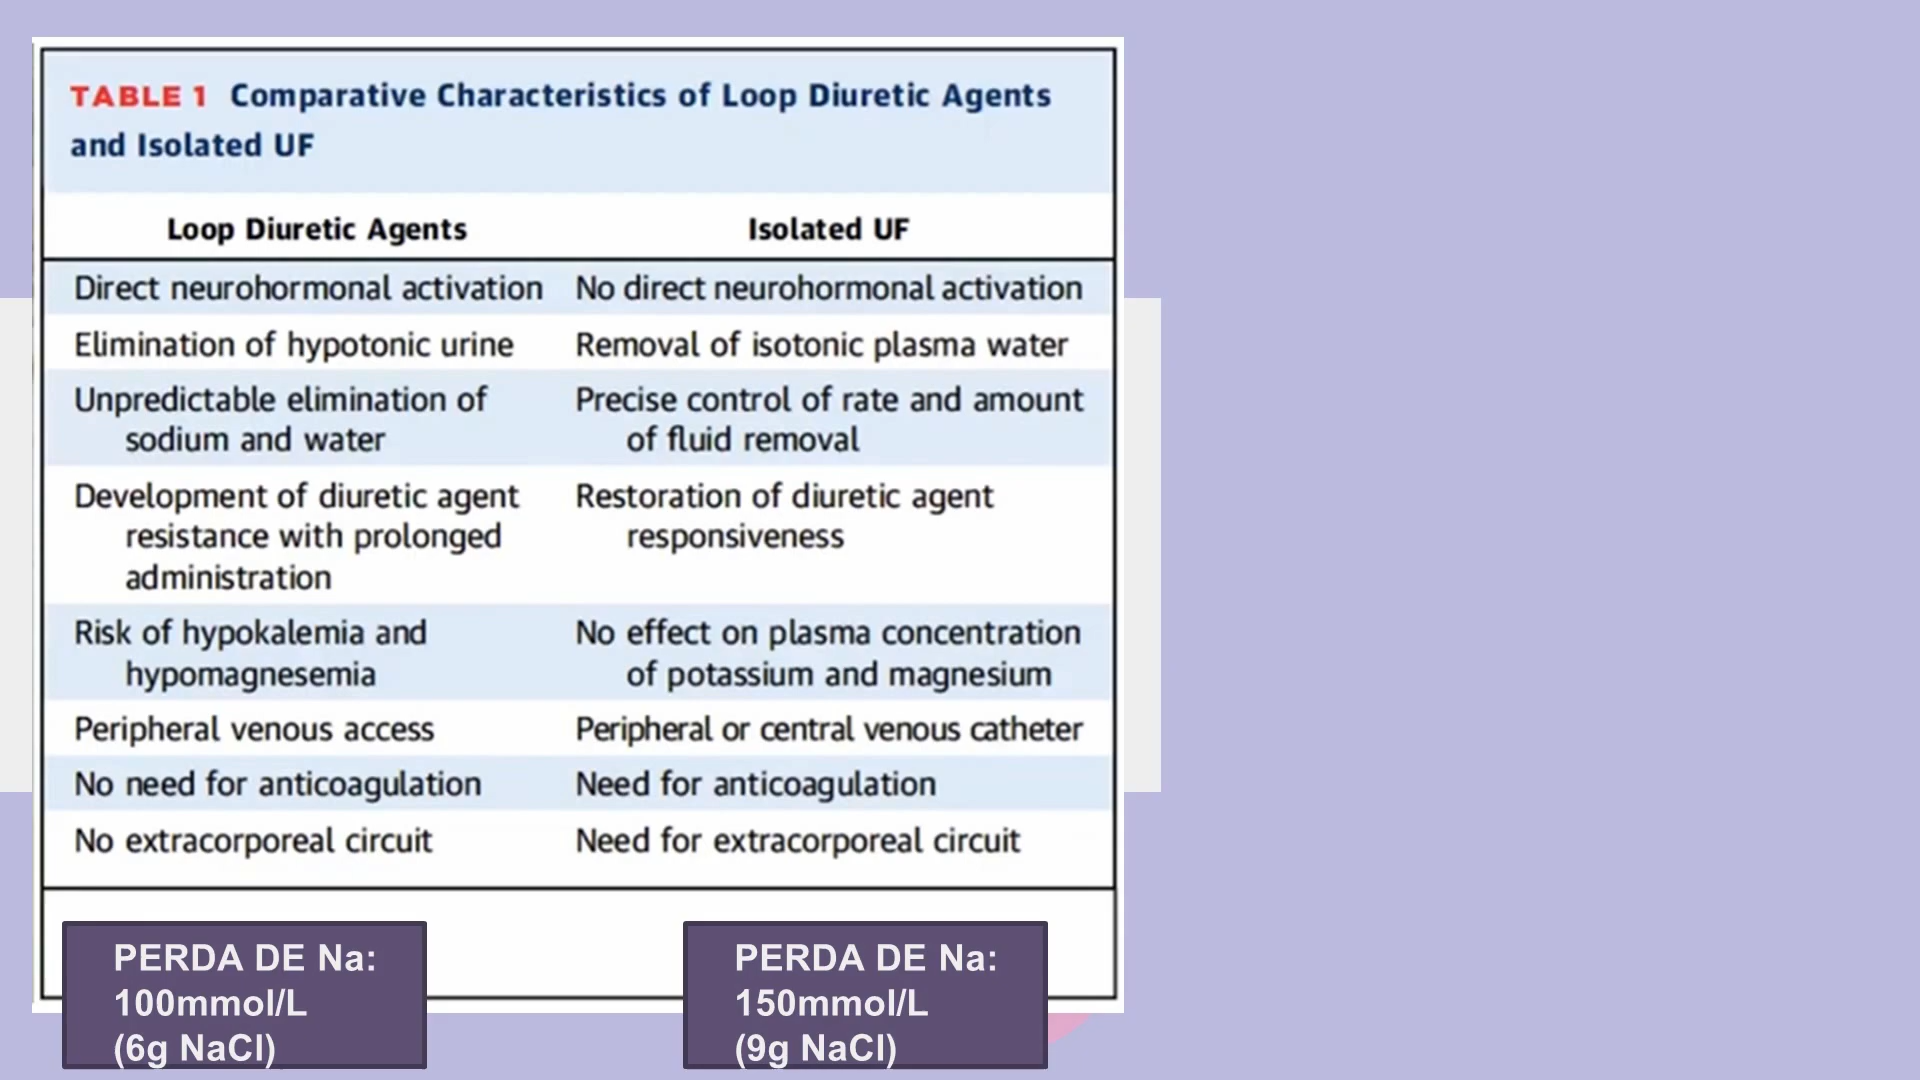 TABLE 1 Comparative Characteristics of Loop Diuretic Agents
and Isolated UF
Loop Diuretic Agents Isolated UF
Direct neurohormonal activation No direct neurohormonal activation
Elimination of hypotonic urine Removal of isotonic plasma water
Unpredictable elimination of Precise control of rate and amount
sodium and water of fluid removal
Development of diuretic agent Restoration of diuretic agent
resistance with prolonged responsiveness
administration
Risk of hypokalemia and No effect on plasma concentration
hypomagnesemia of potassium and magnesium
Peripheral venous access Peripheral or central venous catheter
No need for anticoagulation Need for anticoagulation
No extracorporeal circuit Need for extracorporeal circuit
PERDA DE Na: PERDA DE Na:
100mmol/L 150mmol/L
(6g NaCl) (9g NaCl)